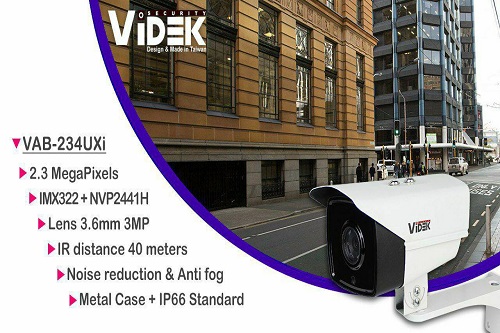 SECURITY
ViDEK
Design & Made in Taiwan
VAB-234UXi
2.3 MegaPixels
IMX322 + NVP2441H
Lens 3.6mm 3MP
IR distance 40 meters
Noise reduction & Anti fog
Metal Case + IP66 Standard
ViDEK
ONLY